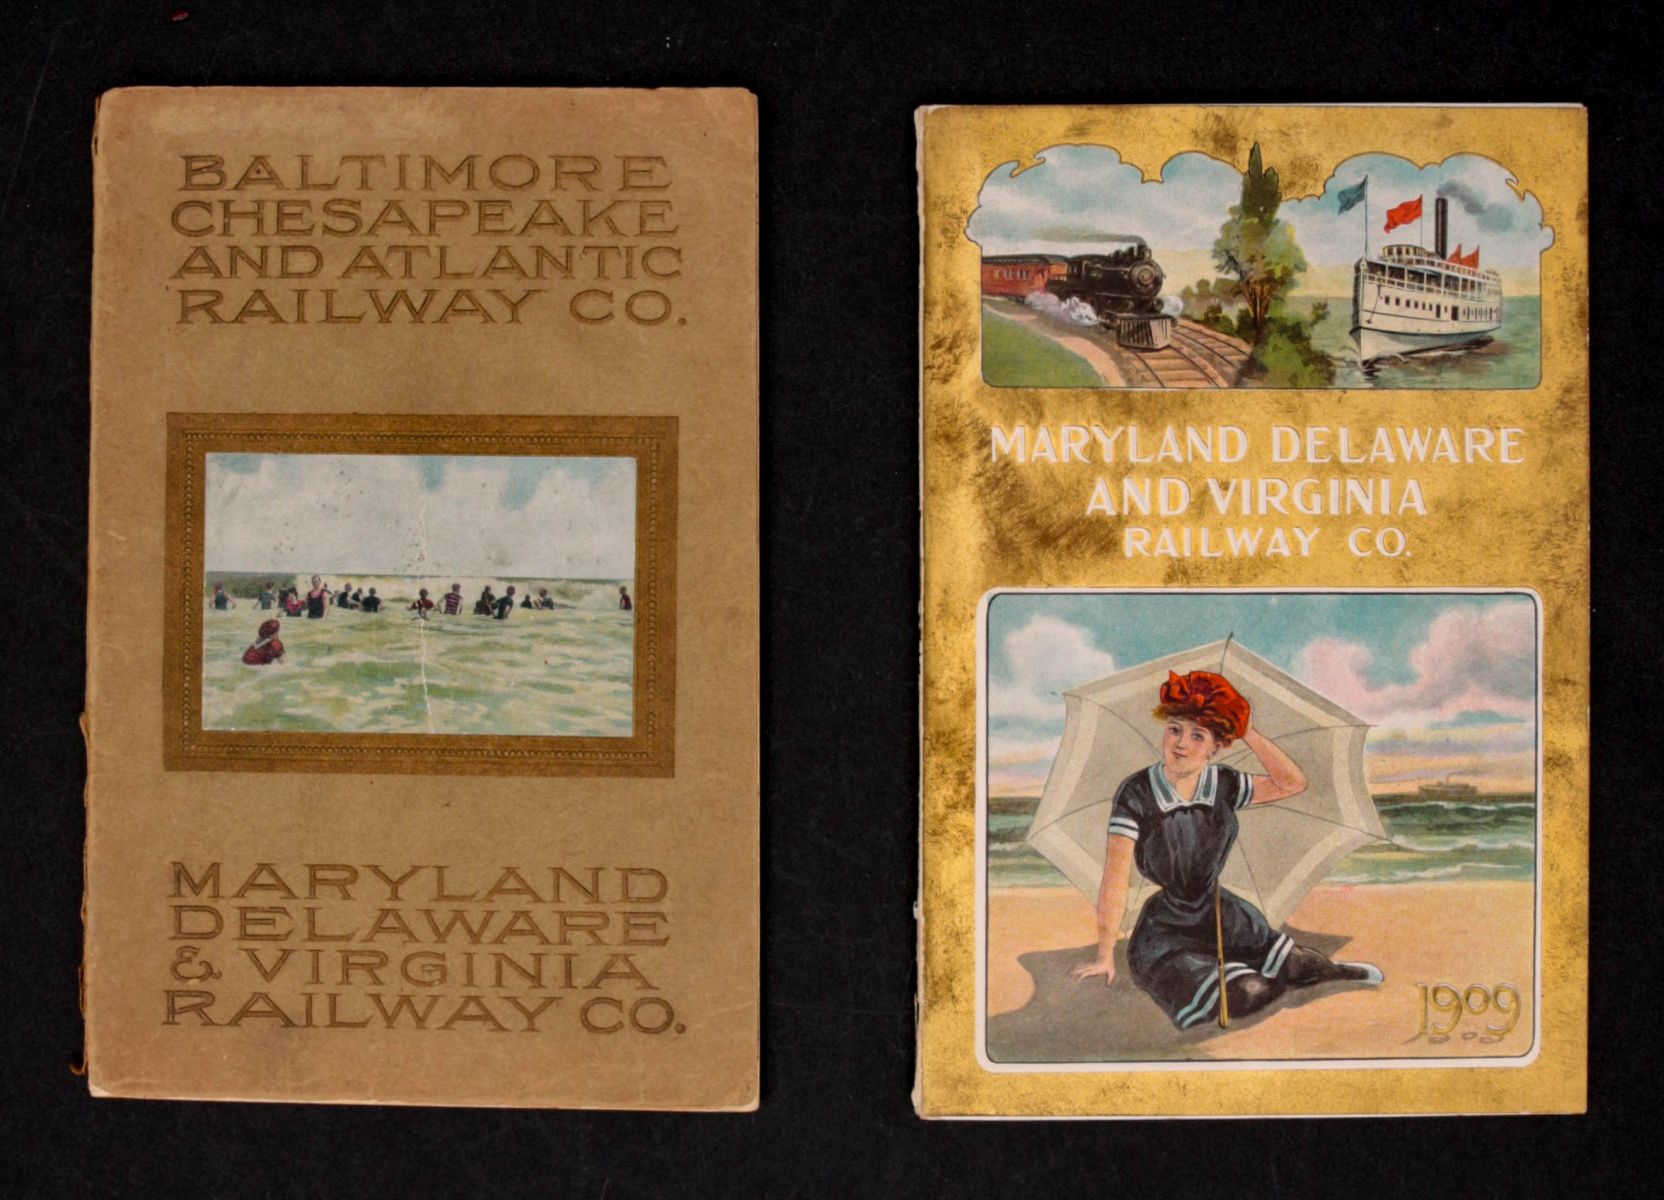 BALTIMORE
CHESAPEAKE
AND ATLANTIC
RAILWAY CO.
MARYLAND
DELAWARE
& VIRGINIA
RAILWAY CO.
MARYLAND DELAWARE
AND VIRGINIA
RAILWAY CO.
1909